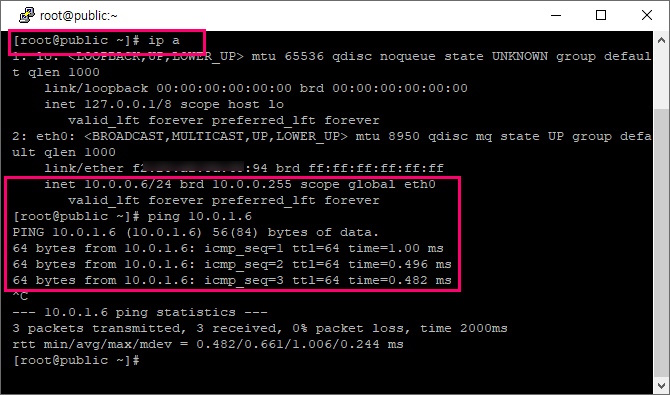 root@public:~
[root@public ~]# ip a
1: lo: <LOOPBACK,UP,LOWER_UP> mtu 65536 qdisc noqueue state UNKNOWN group defaul
t qlen 1000
    link/loopback 00:00:00:00:00:00 brd 00:00:00:00:00:00
    inet 127.0.0.1/8 scope host lo
       valid_lft forever preferred_lft forever
2: eth0: <BROADCAST,MULTICAST,UP,LOWER_UP> mtu 8950 qdisc mq state UP group defa
ult qlen 1000
    link/ether f2: :94 brd ff:ff:ff:ff:ff:ff
    inet 10.0.0.6/24 brd 10.0.0.255 scope global eth0
       valid_lft forever preferred_lft forever
[root@public ~]# ping 10.0.1.6
PING 10.0.1.6 (10.0.1.6) 56(84) bytes of data.
64 bytes from 10.0.1.6: icmp_seq=1 ttl=64 time=1.00 ms
64 bytes from 10.0.1.6: icmp_seq=2 ttl=64 time=0.496 ms
64 bytes from 10.0.1.6: icmp_seq=3 ttl=64 time=0.482 ms
^C
--- 10.0.1.6 ping statistics ---
3 packets transmitted, 3 received, 0% packet loss, time 2000ms
rtt min/avg/max/mdev = 0.482/0.661/1.006/0.244 ms
[root@public ~]#